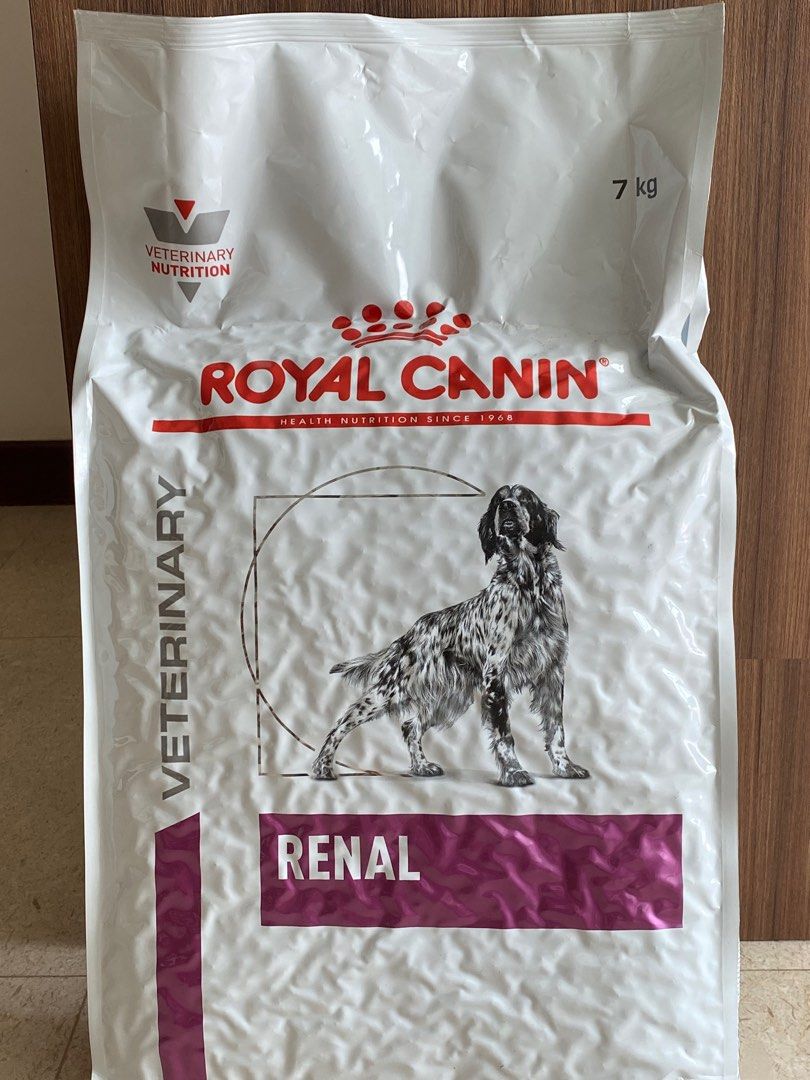 7 kg
VETERINARY
NUTRITION
ROYAL CANIN®
HEALTH NUTRITION SINCE 1968
VETERINARY
RENAL